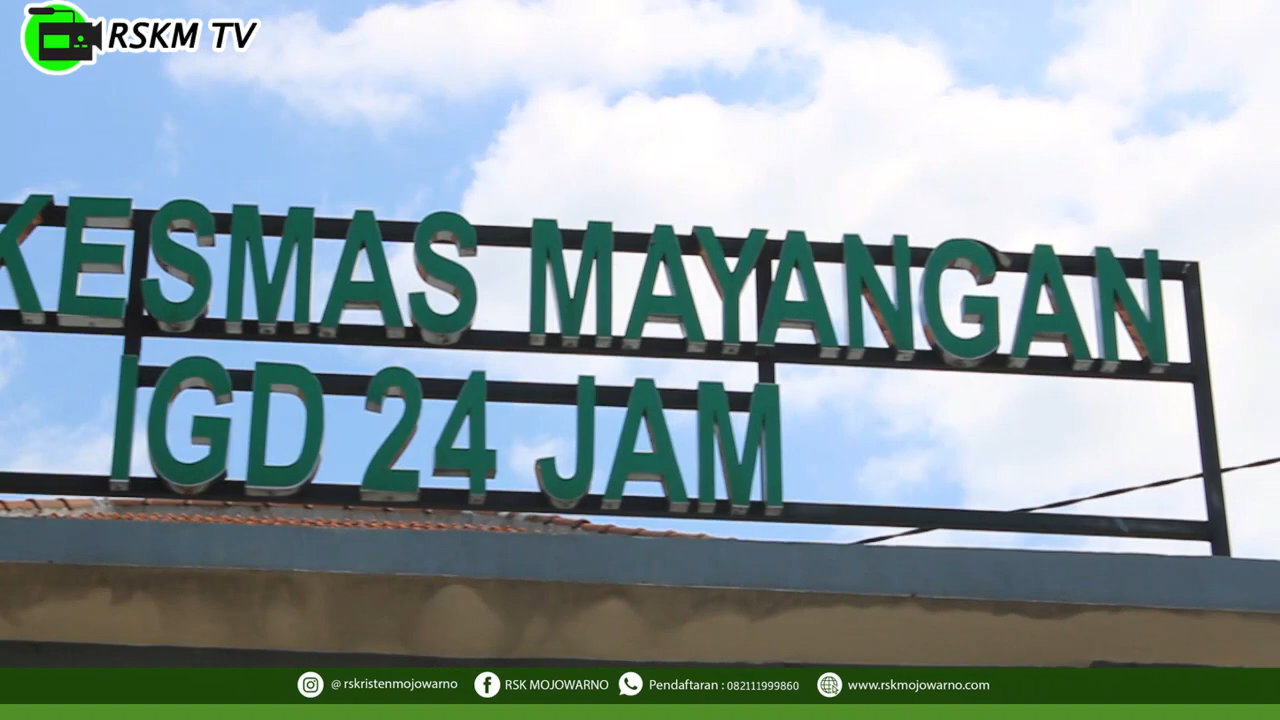 RSKM TV
KESMAS MAYANGAN
IGD 24 JAM
@ rskristenmojowarno RSK MOJOWARNO Pendaftaran : 082111999860 www.rskmojowarno.com